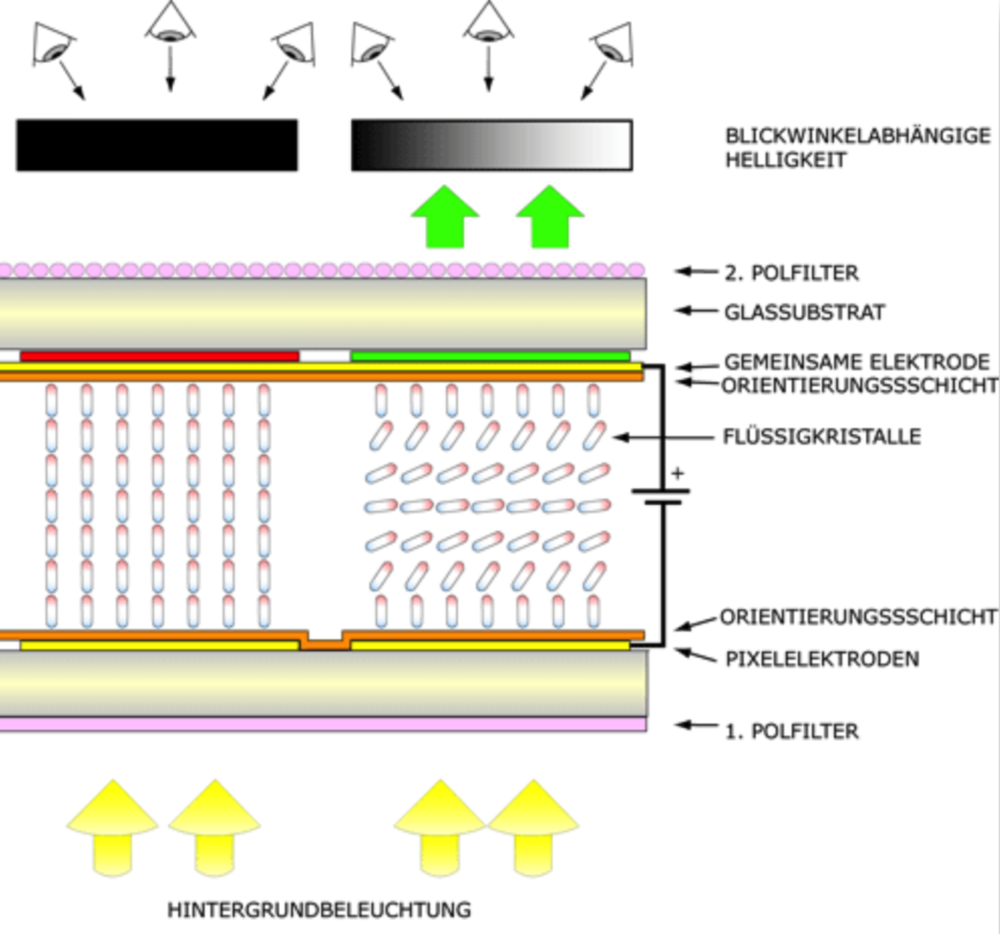 BLICKWINKELABHÄNGIGE
HELLIGKEIT
2. POLFILTER
GLASSUBSTRAT
GEMEINSAME ELEKTRODE
ORIENTIERUNGSSSCHICHT
FLÜSSIGKRISTALLE
+
ORIENTIERUNGSSSCHICHT
PIXELELEKTRODEN
1. POLFILTER
HINTERGRUNDBELEUCHTUNG